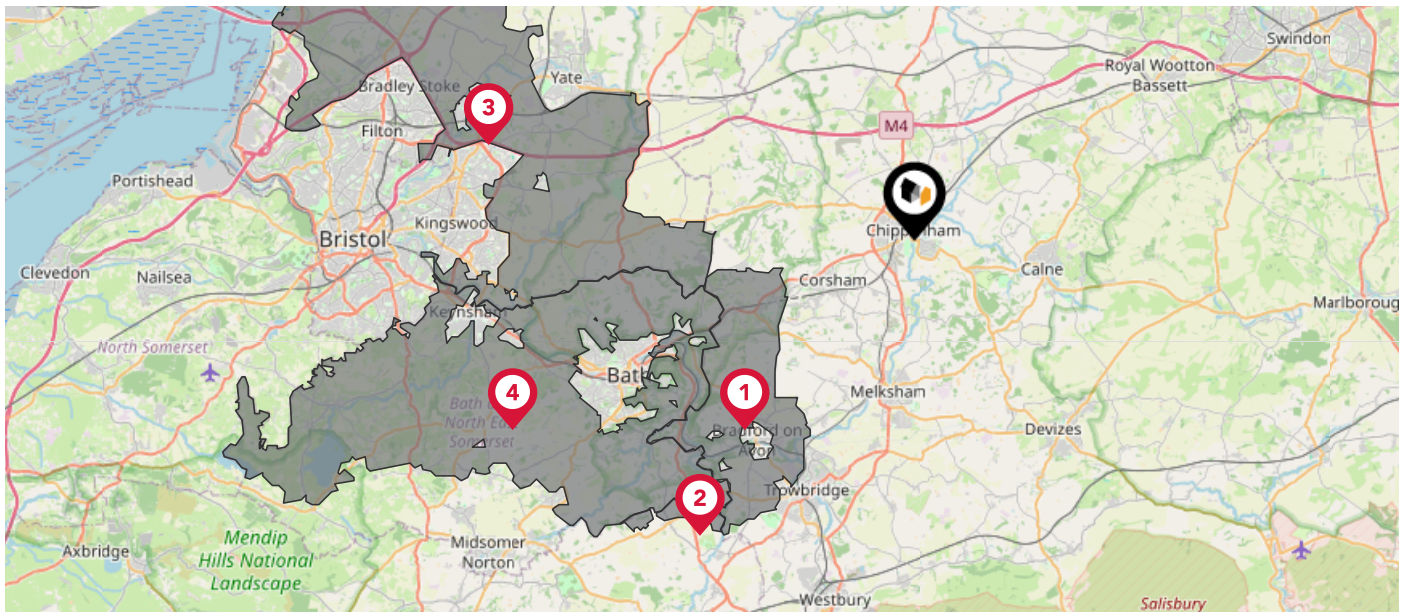 Swindon
Royal Wootton
Bassett
Yate
Bradley Stoke
3
M4
Filton
Portishead
Kingswood
Chippenham
Bristol
Clevedon
Nailsea
Calne
Corsham
Marlboroug
Keynsham
North Somerset
Bath
4
1
Melksham
Bath
North East
Somerset
Bradford on
Avon
Devizes
2
Trowbridge
Mendip
Hills National
Landscape
Axbridge
Midsomer
Norton
Westbury
Salisbury